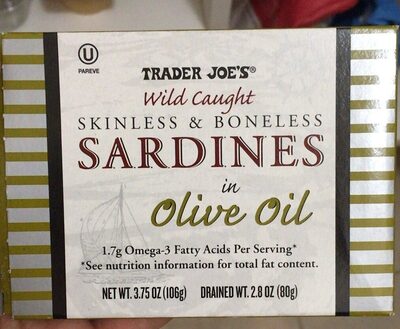 U
PAREVE
TRADER JOE'S®
Wild Caught
SKINLESS & BONELESS
SARDINES
in
Olive Oil
1.7g Omega-3 Fatty Acids Per Serving*
*See nutrition information for total fat content.
NET WT. 3.75 OZ (106g) DRAINED WT. 2.8 OZ (80g)